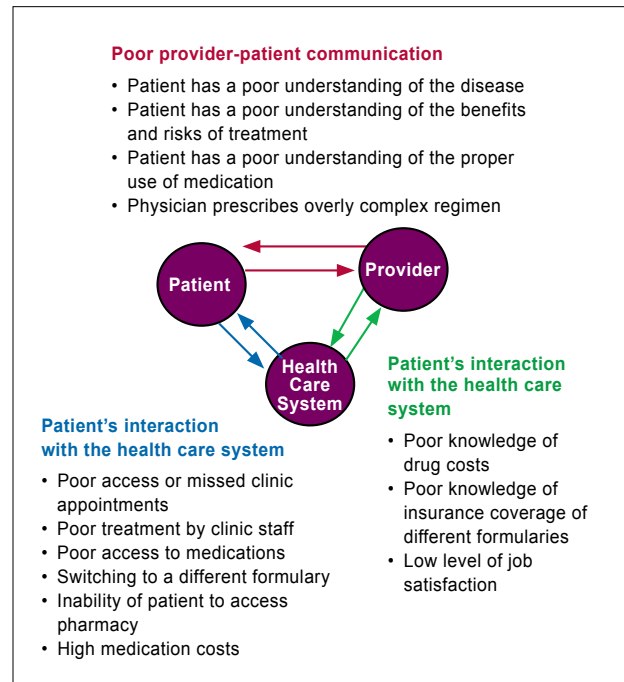 Poor provider-patient communication
• Patient has a poor understanding of the disease
• Patient has a poor understanding of the benefits
and risks of treatment
• Patient has a poor understanding of the proper
use of medication
• Physician prescribes overly complex regimen
Patient
Provider
Health
Care
System
Patient's interaction
with the health care system
• Poor access or missed clinic
appointments
• Poor treatment by clinic staff
• Poor access to medications
• Switching to a different formulary
• Inability of patient to access
pharmacy
• High medication costs
Patient's interaction
with the health care
system
• Poor knowledge of
drug costs
• Poor knowledge of
insurance coverage of
different formularies
• Low level of job
satisfaction